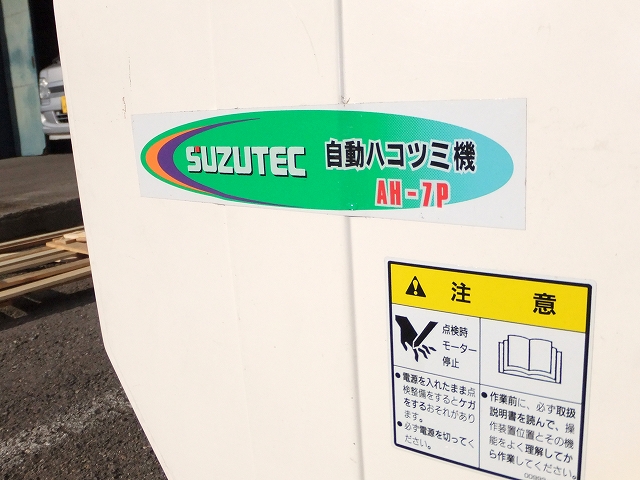 SUZUTEC 自動ハコツミ機
AH-7P
注意
点検時
モーター
停止
●電源を入れたまま点
検整備をするとケガ
をするおそれがあり
ます。
●必ず電源を切ってく
ださい。
●作業前に、必ず取扱
説明書を読んで、操
作装置位置とその機
能をよく理解してか
ら作業してください。